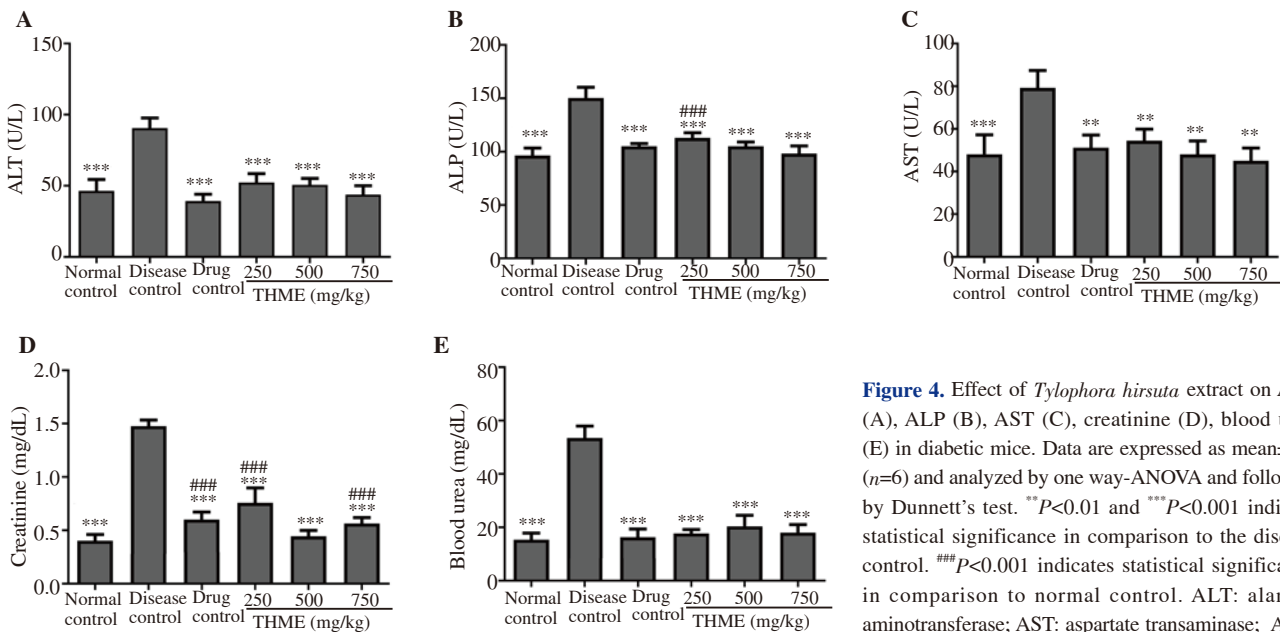 A
ALT (U/L)
150
100
50
0
***
***
***
***
***
Normal control
Disease control
Drug control
250
500
750
THME (mg/kg)
B
ALP (U/L)
200
150
100
50
0
***
***
###
***
***
***
Normal control
Disease control
Drug control
250
500
750
THME (mg/kg)
C
AST (U/L)
100
80
60
40
20
0
***
**
**
**
**
Normal control
Disease control
Drug control
250
500
750
THME (mg/kg)
D
Creatinine (mg/dL)
2.0
1.5
1.0
0.5
0.0
***
###
***
###
***
***
###
***
Normal control
Disease control
Drug control
250
500
750
THME (mg/kg)
E
Blood urea (mg/dL)
80
60
40
20
0
***
***
***
***
***
Normal control
Disease control
Drug control
250
500
750
THME (mg/kg)
Figure 4. Effect of Tylophora hirsuta extract on
(A), ALP (B), AST (C), creatinine (D), blood
(E) in diabetic mice. Data are expressed as mean±
(n=6) and analyzed by one way-ANOVA and
by Dunnett's test. **P<0.01 and ***P<0.001
statistical significance in comparison to the
control. ###P<0.001 indicates statistical
in comparison to normal control. ALT:
aminotransferase; AST: aspartate transaminase;